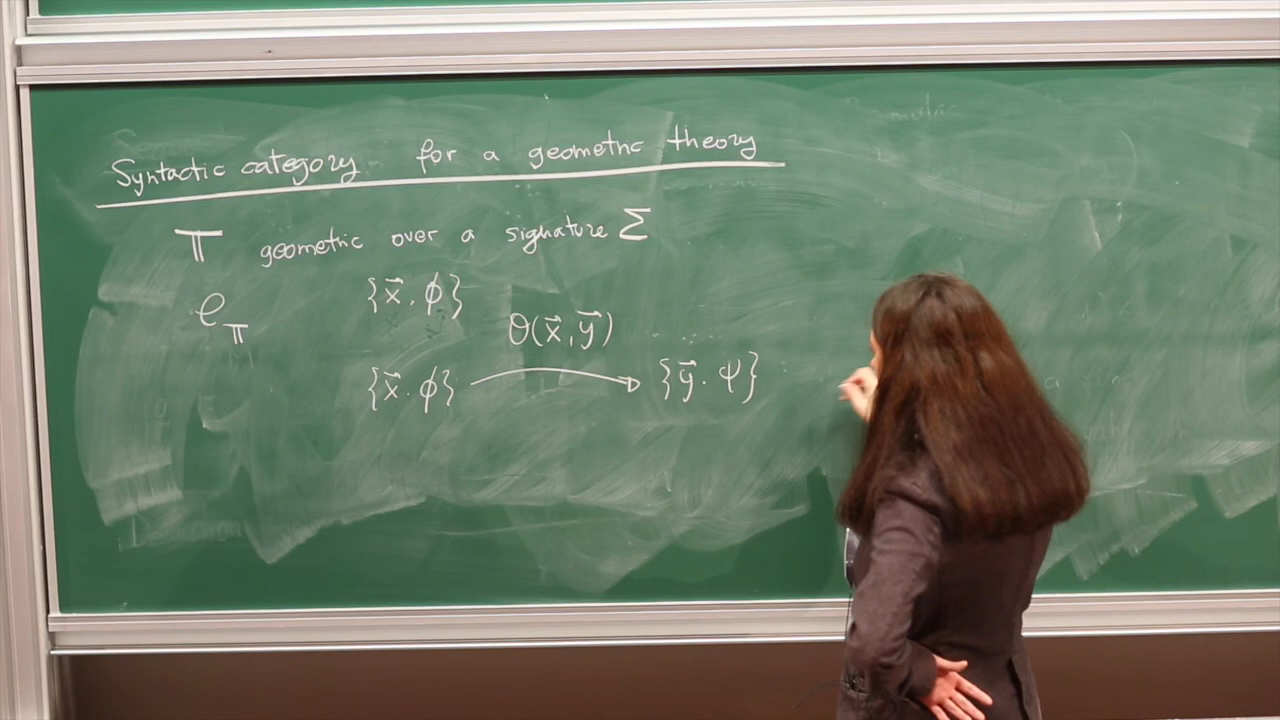 Syntactic category for a geometric theory
𝕋 geometric over a signature Σ
𝒞_𝕋 {x⃗ . ϕ}
θ(x⃗, y⃗)
{x⃗ . ϕ} → {y⃗ . ψ}